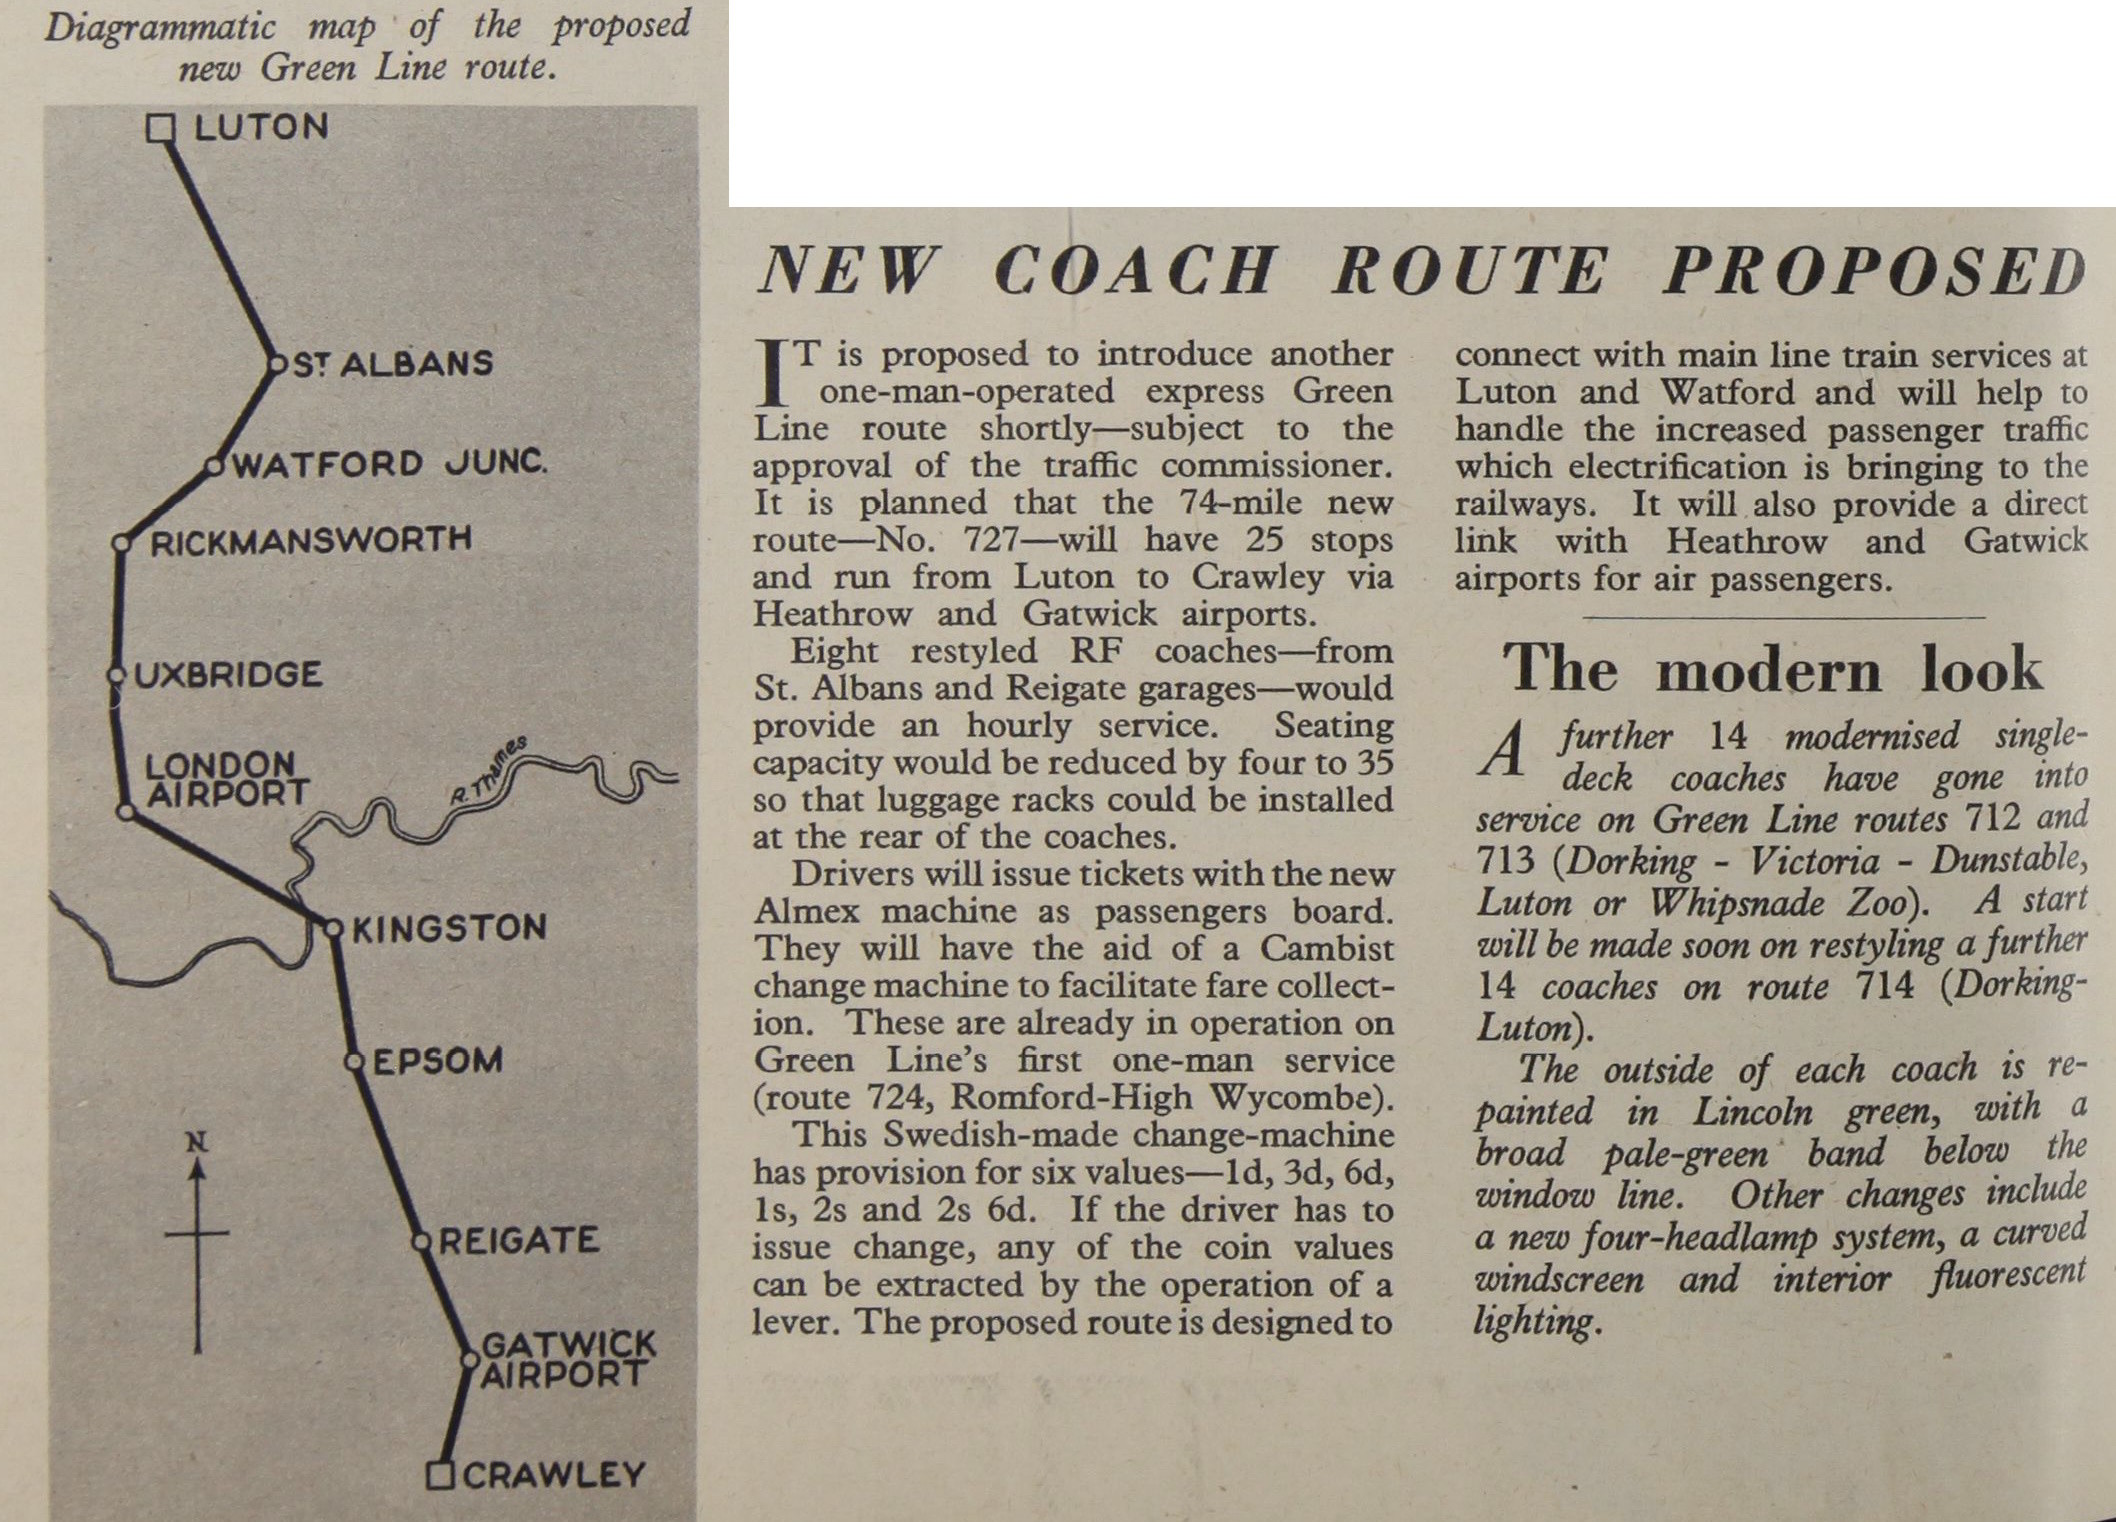 Diagrammatic map of the proposed
new Green Line route.
LUTON
ST ALBANS
WATFORD JUNC.
RICKMANSWORTH
UXBRIDGE
LONDON
AIRPORT
R. Thames
KINGSTON
EPSOM
N
REIGATE
GATWICK
AIRPORT
CRAWLEY
NEW COACH ROUTE PROPOSED
IT is proposed to introduce another
one-man-operated express Green
Line route shortly—subject to the
approval of the traffic commissioner.
It is planned that the 74-mile new
route—No. 727—will have 25 stops
and run from Luton to Crawley via
Heathrow and Gatwick airports.
Eight restyled RF coaches—from
St. Albans and Reigate garages—would
provide an hourly service. Seating
capacity would be reduced by four to 35
so that luggage racks could be installed
at the rear of the coaches.
Drivers will issue tickets with the new
Almex machine as passengers board.
They will have the aid of a Cambist
change machine to facilitate fare collect-
ion. These are already in operation on
Green Line's first one-man service
(route 724, Romford-High Wycombe).
This Swedish-made change-machine
has provision for six values—1d, 3d, 6d,
1s, 2s and 2s 6d. If the driver has to
issue change, any of the coin values
can be extracted by the operation of a
lever. The proposed route is designed to
connect with main line train services at
Luton and Watford and will help to
handle the increased passenger traffic
which electrification is bringing to the
railways. It will also provide a direct
link with Heathrow and Gatwick
airports for air passengers.
The modern look
A further 14 modernised single-
deck coaches have gone into
service on Green Line routes 712 and
713 (Dorking - Victoria - Dunstable,
Luton or Whipsnade Zoo). A start
will be made soon on restyling a further
14 coaches on route 714 (Dorking-
Luton).
The outside of each coach is re-
painted in Lincoln green, with a
broad pale-green band below the
window line. Other changes include
a new four-headlamp system, a curved
windscreen and interior fluorescent
lighting.